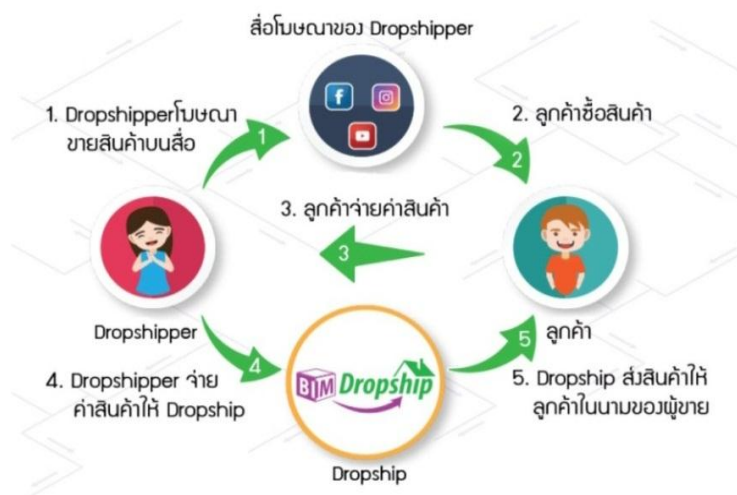 สื่อโฆษณาของ Dropshipper
1. Dropshipperโฆษณา
ขายสินค้าบนสื่อ
1
2. ลูกค้าซื้อสินค้า
2
3. ลูกค้าจ่ายค่าสินค้า
3
Dropshipper
ลูกค้า
4. Dropshipper จ่าย
ค่าสินค้าให้ Dropship
4
BJM Dropship
5
5. Dropship ส่งสินค้าให้
ลูกค้าในนามของผู้ขาย
Dropship